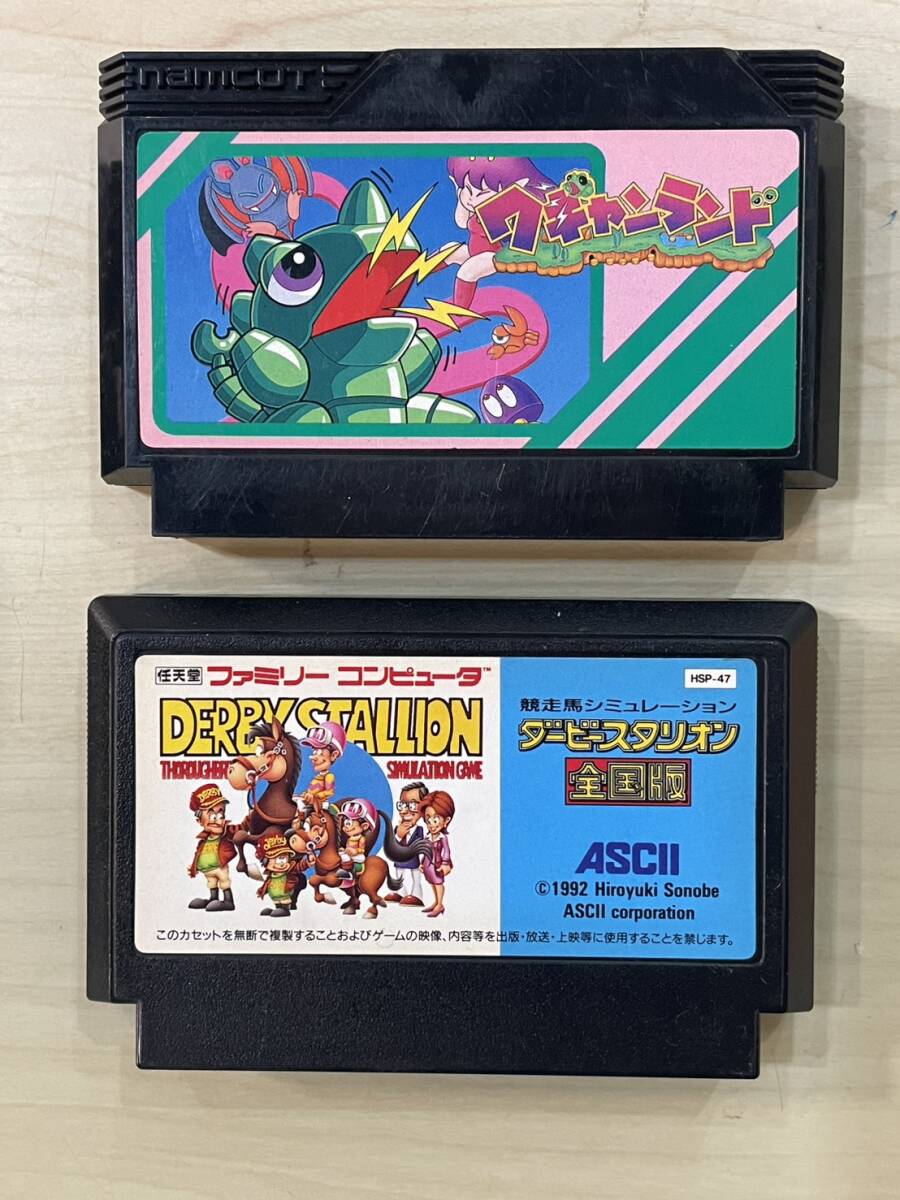 namcot
ワギャンランド
任天堂 ファミリー コンピュータ™
DERBY STALLION
SIMULATION GAME
DERBY
derby
HSP-47
競走馬シミュレーション
ダービースタリオン
全国版
ASCII
©1992 Hiroyuki Sonobe
ASCII corporation
このカセットを無断で複製することおよびゲームの映像、内容等を出版・放送・上映等に使用することを禁じます。